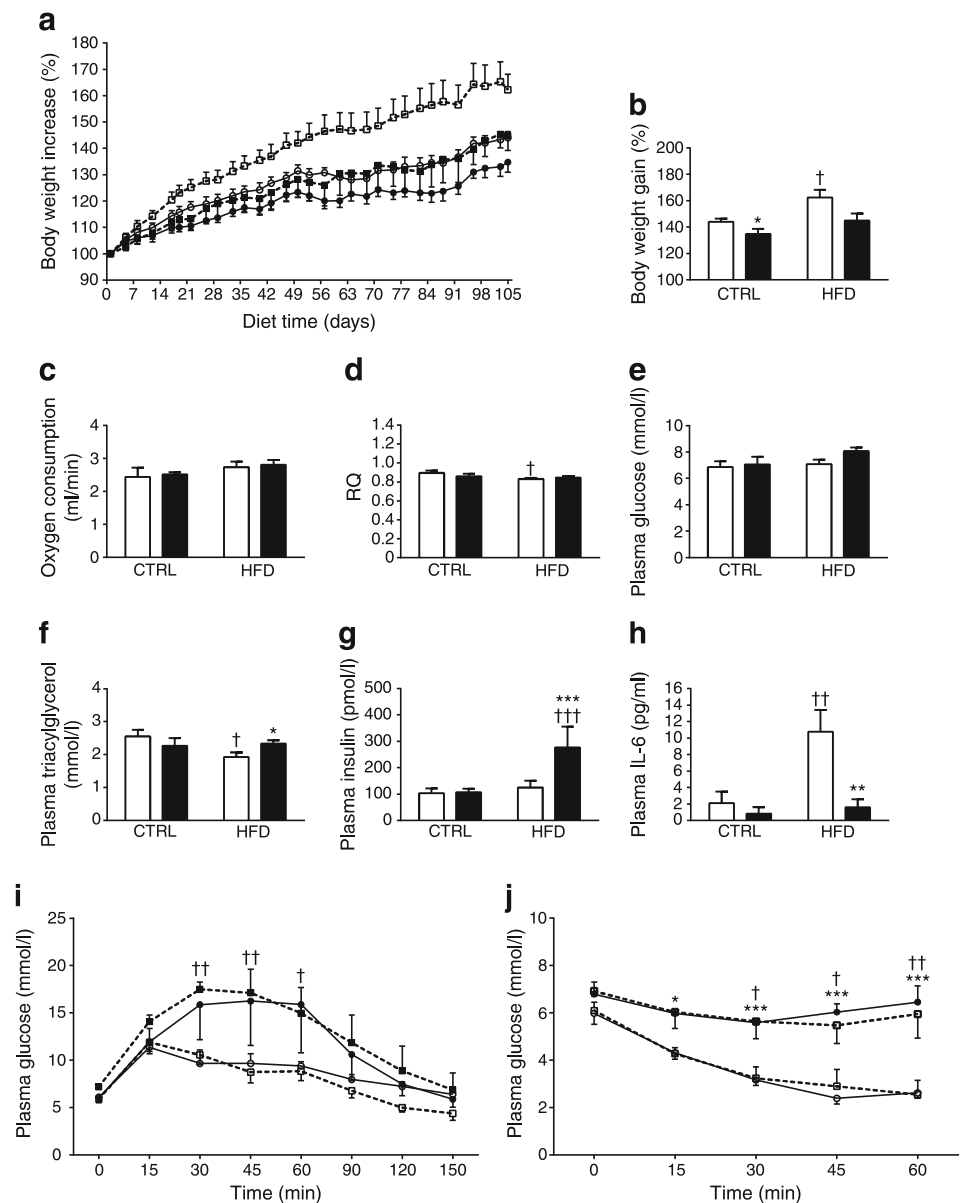 a
Body weight increase (%)
180
170
160
150
140
130
120
110
100
90
0 7 14 21 28 35 42 49 56 63 70 77 84 91 98 105
Diet time (days)
b
Body weight gain (%)
200
180
160
140
120
100
*
†
CTRL HFD
c
Oxygen consumption
(ml/min)
4
3
2
1
0
CTRL HFD
d
RQ
1.4
1.2
1.0
0.8
0.6
0.4
0.2
0
†
CTRL HFD
e
Plasma glucose (mmol/l)
10
8
6
4
2
0
CTRL HFD
f
Plasma triacylglycerol
(mmol/l)
4
3
2
1
0
† *
CTRL HFD
g
Plasma insulin (pmol/l)
500
400
300
200
100
0
***
†††
CTRL HFD
h
Plasma IL-6 (pg/ml)
16
14
12
10
8
6
4
2
0
††
**
CTRL HFD
i
Plasma glucose (mmol/l)
25
20
15
10
5
0
†† †† †
0 15 30 45 60 90 120 150
Time (min)
j
Plasma glucose (mmol/l)
10
8
6
4
2
0
† † ††
* *** *** ***
0 15 30 45 60
Time (min)